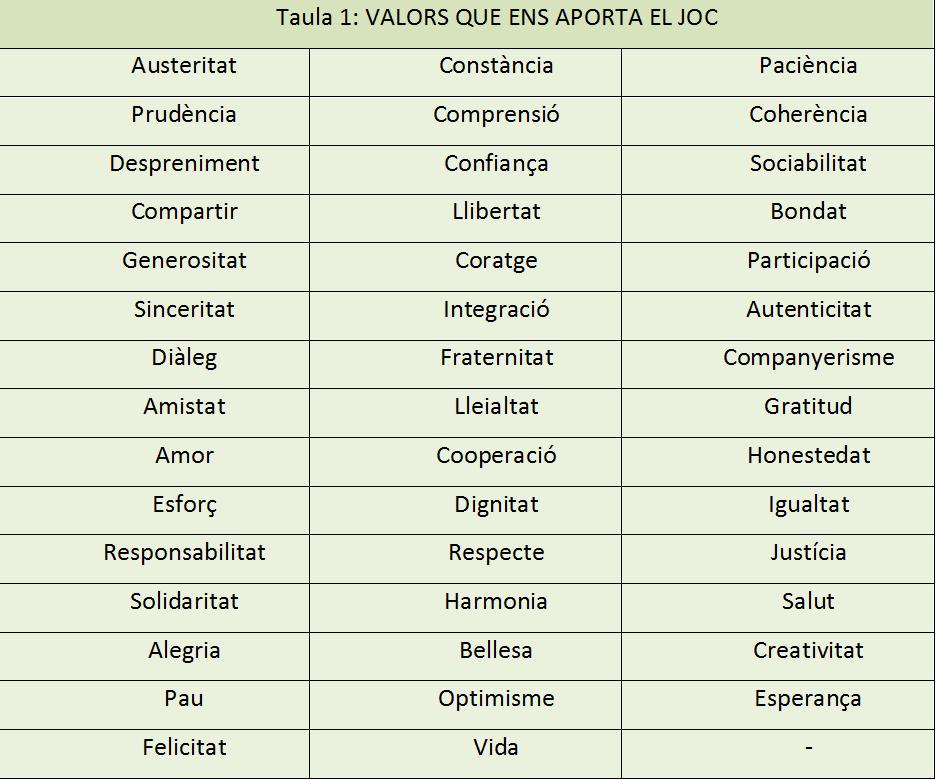 Taula 1: VALORS QUE ENS APORTA EL JOC
Austeritat Constància Paciència
Prudència Comprensió Coherència
Despreniment Confiança Sociabilitat
Compartir Llibertat Bondat
Generositat Coratge Participació
Sinceritat Integració Autenticitat
Diàleg Fraternitat Companyerisme
Amistat Lleialtat Gratitud
Amor Cooperació Honestedat
Esforç Dignitat Igualtat
Responsabilitat Respecte Justícia
Solidaritat Harmonia Salut
Alegria Bellesa Creativitat
Pau Optimisme Esperança
Felicitat Vida -